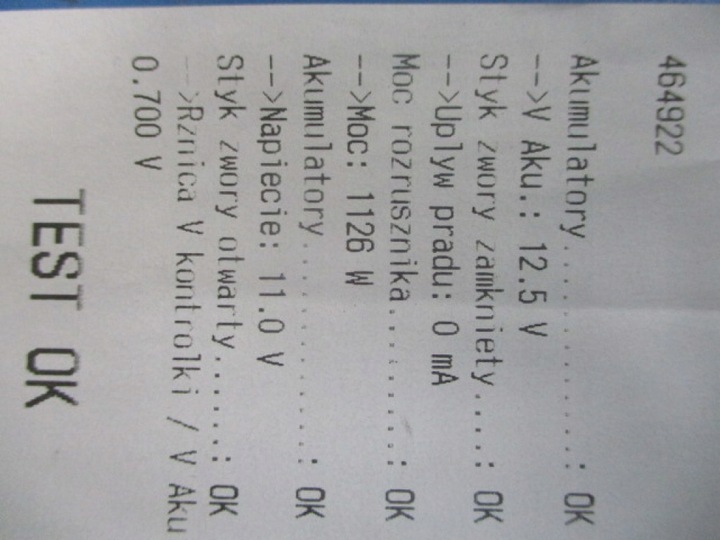 464922
Akumulatory...............: OK
-->V Aku.: 12.5 V
Styk zwory zamkniety....: OK
-->Uplyw pradu: 0 mA
Moc rozrusznika...........: OK
-->Moc: 1126 W
Akumulatory...............: OK
-->Napiecie: 11.0 V
Styk zwory otwarty......: OK
-->Rznica V kontrolki / V Aku
0.700 V
TEST OK